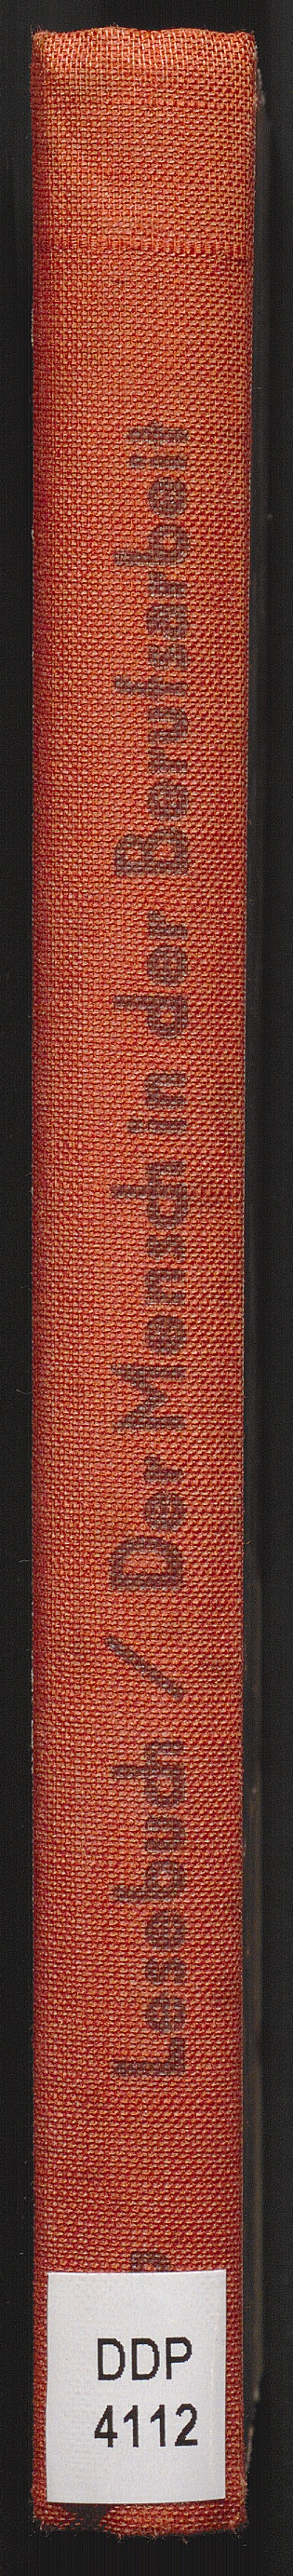 Lesebuch / Der Mensch in der Berufsarbeit
DDP
4112